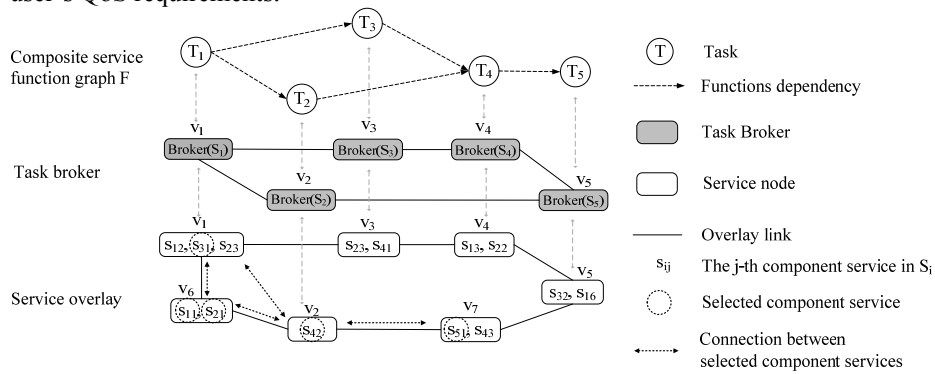 user's QoS requirements.
T3
Composite service
function graph F
T1
T4
T5
T2
T
Task
Functions dependency
v1
v3
v4
Task Broker
Broker(S1)
Broker(S3)
Broker(S4)
Task broker
v2
v5
Service node
Broker(S2)
Broker(S5)
v1
v3
v4
Overlay link
s12, s31, s23
s23, s41
s13, s22
v5
sij
The j-th component service in Si
s32, s16
Service overlay
v6
v2
v7
Selected component service
s11, s21
s42
s51, s43
Connection between
selected component services